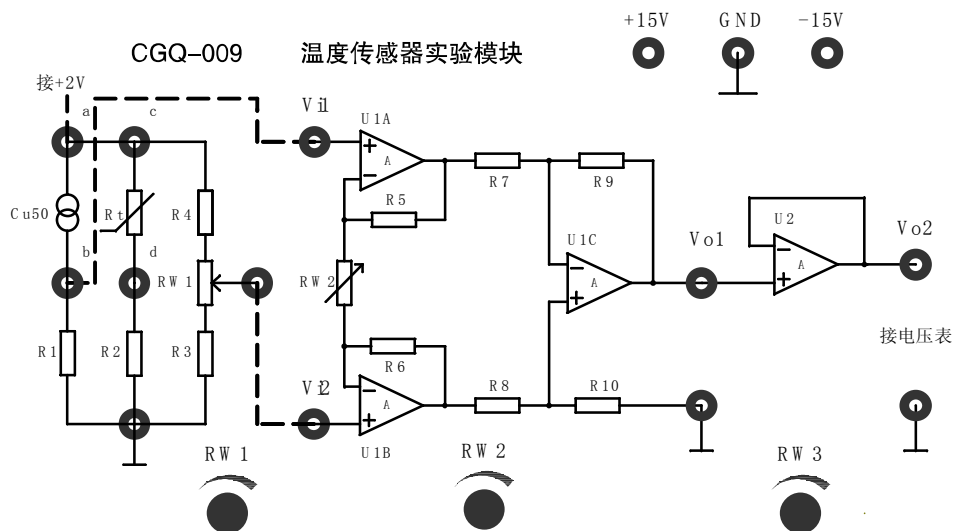 +15V GND -15V
CGQ-009 温度传感器实验模块
接+2V
a c
Vi1
U1A
A
R7
R9
Cu50
Rt
R4
R5
U2
U1C
Vo1
Vo2
b d
RW1
RW2
A
A
R1
R2
R3
R6
接电压表
Vi2
A
R8
R10
U1B
RW1
RW2
RW3